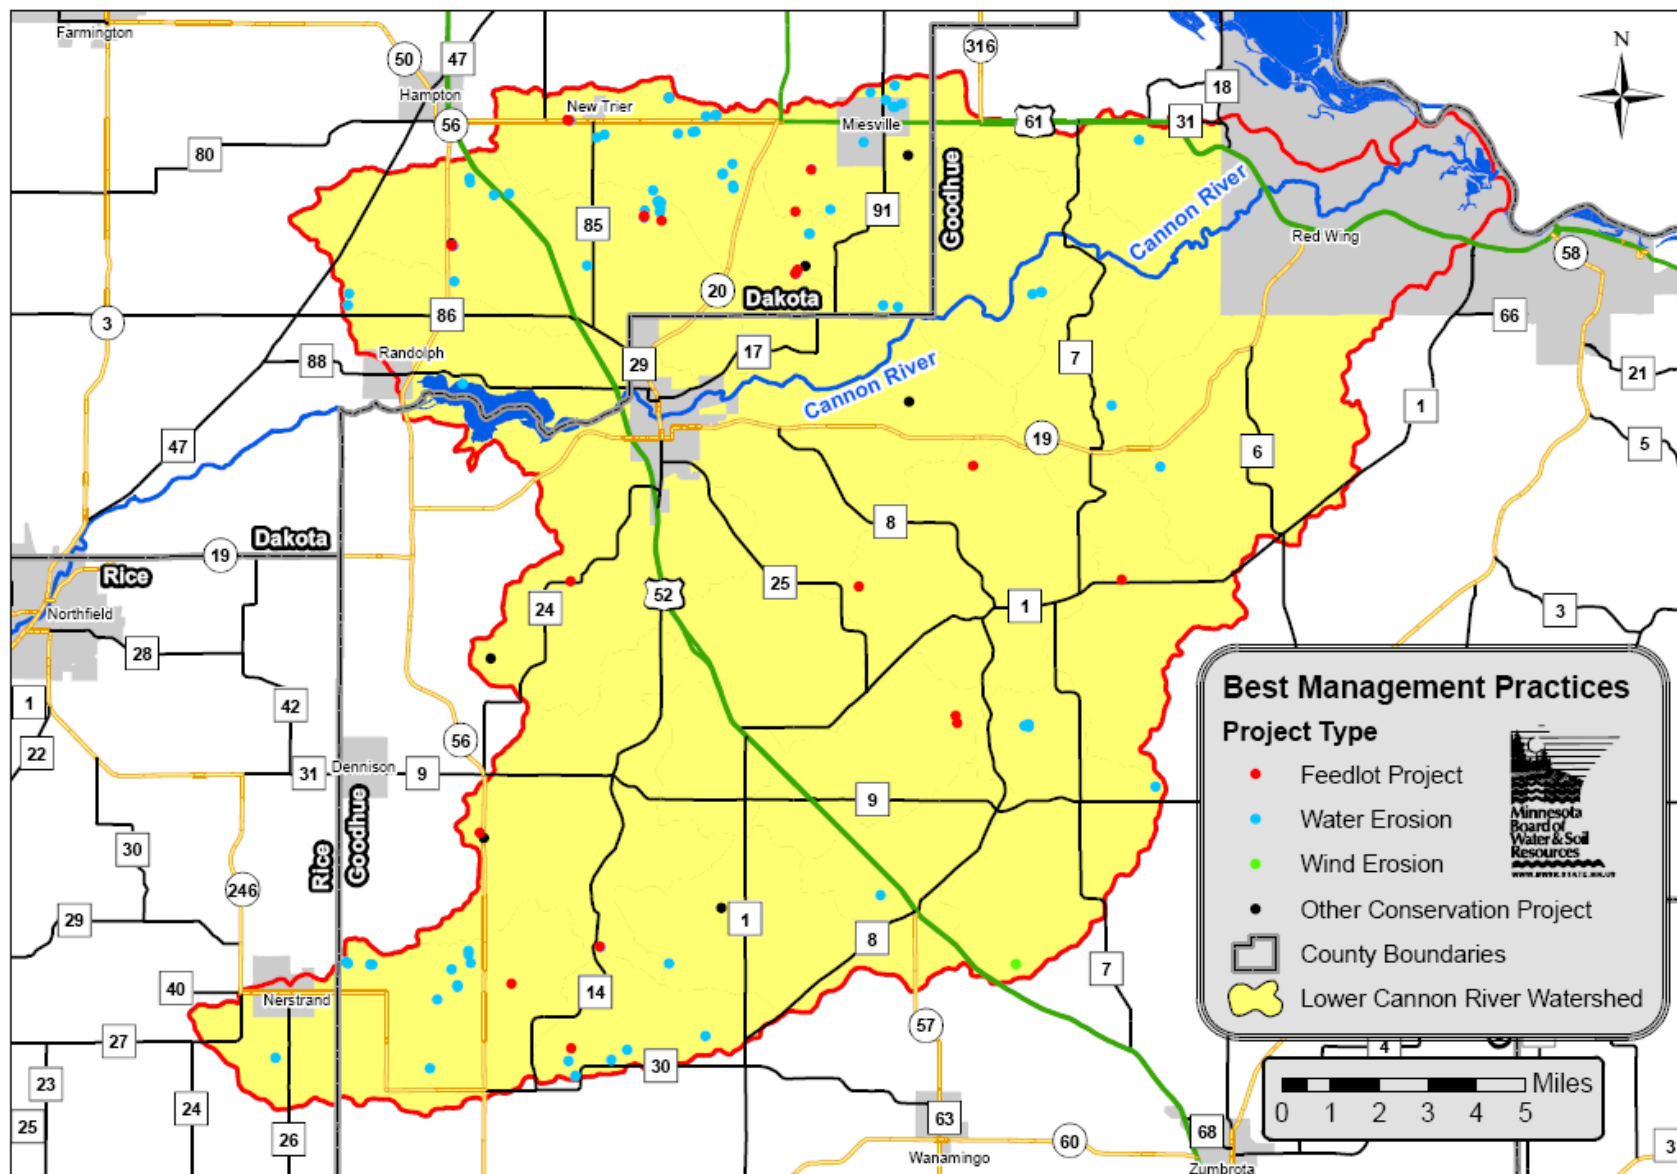 Farmington
50
47
316
N
18
Hampton
New Trier
56
Miesville
61
31
80
Goodhue
Cannon River
85
91
Red Wing
58
20
Dakota
3
86
66
Randolph
88
29
17
7
21
Cannon River
1
47
19
6
5
8
Dakota
19
Rice
25
52
24
1
3
Northfield
28
42
1
22
56
31
Dennison
9
9
Rice
Goodhue
30
246
29
1
8
7
40
Nerstrand
14
57
27
30
4
23
24
25
26
63
60
68
3
Wanamingo
Zumbrota
Best Management Practices
Project Type
Feedlot Project
Water Erosion
Wind Erosion
Other Conservation Project
County Boundaries
Lower Cannon River Watershed
Minnesota
Board of
Water & Soil
Resources
Miles
0 1 2 3 4 5